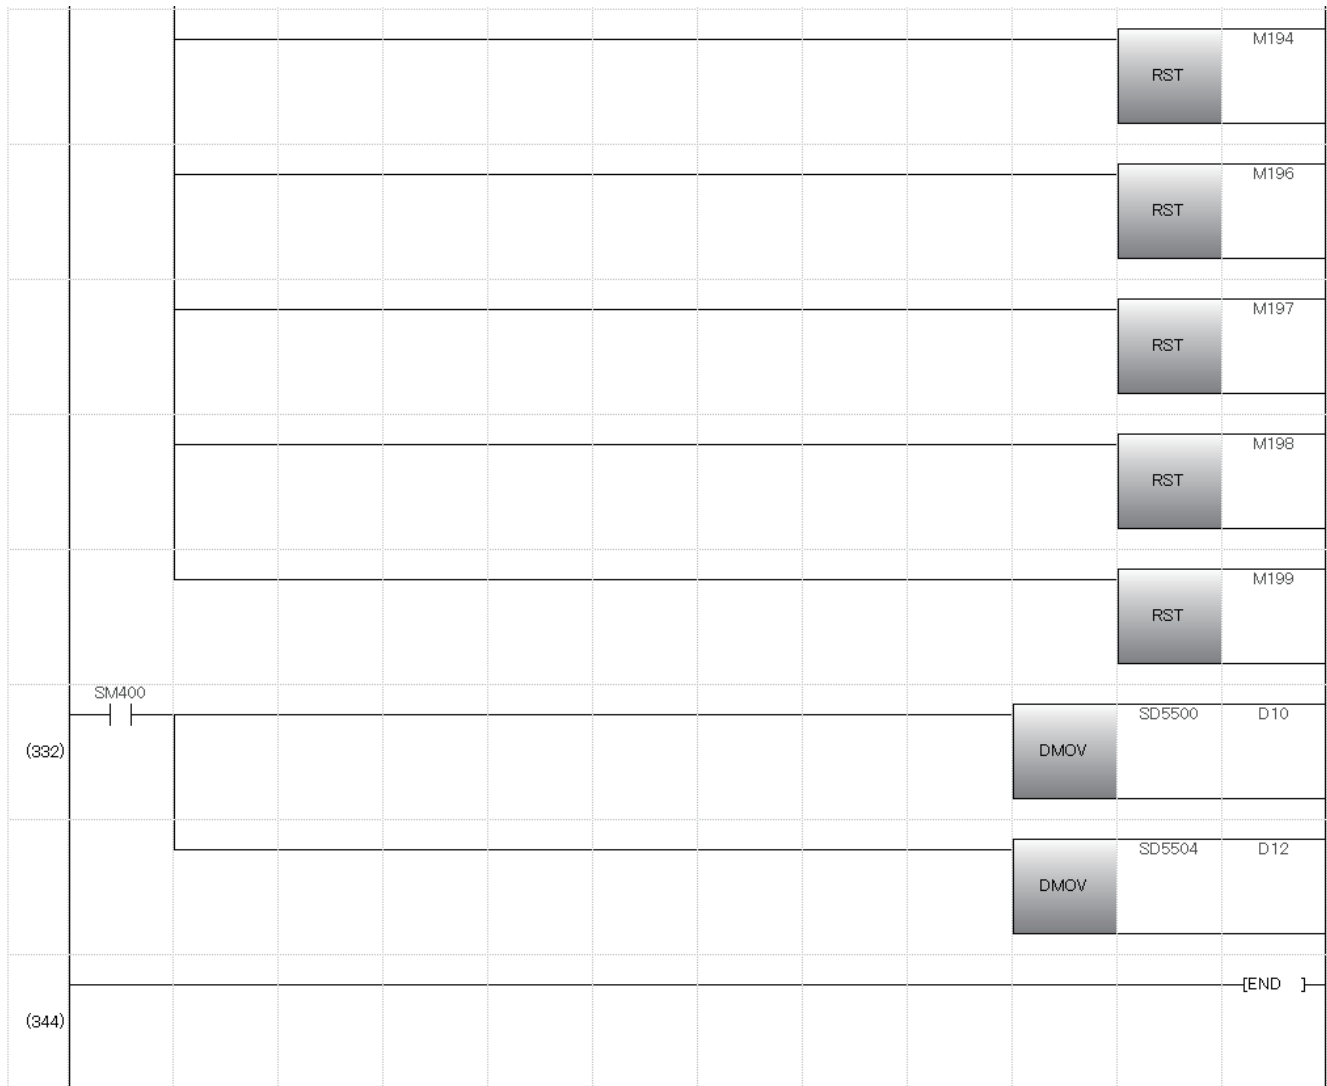 M194
RST
M196
RST
M197
RST
M198
RST
M199
RST
SM400
SD5500 D10
(332) DMOV
SD5504 D12
DMOV
[END ]
(344)